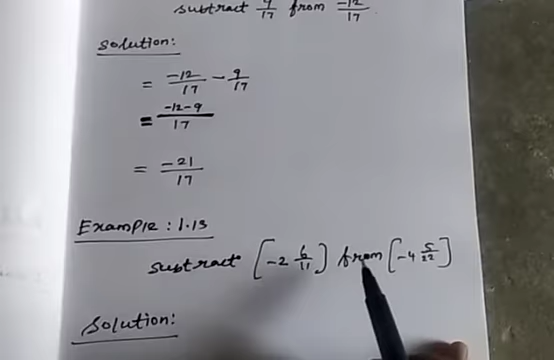 subtract 9/17 from -12/17
Solution:
= -12/17 - 9/17
= -12-9/17
= -21/17
Example: 1.13
subtract [-2 6/11] from [-4 5/22]
Solution: